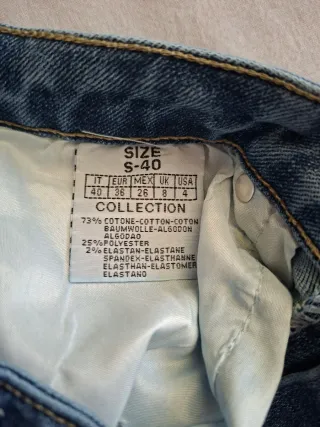 SIZE
S-40
IT EUR MEX UK USA
40 36 26 8 4
COLLECTION
73% COTONE-COTTON-COTON
BAUMWOLLE-ALGODON
ALGODAO
25% POLYESTER
2% ELASTAN-ELASTANE
SPANDEX-ELASTHANNE
ELASTHAN-ELASTOMER
ELASTANO